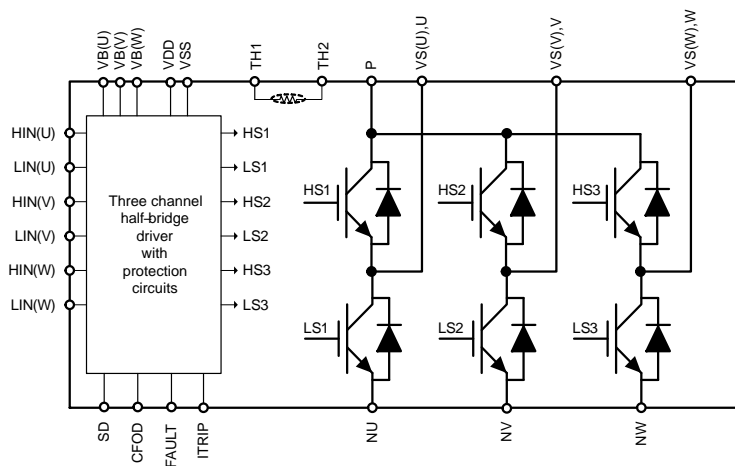 VB(U)
VB(V)
VB(W)
VDD
VSS
TH1
TH2
P
VS(U),U
VS(V),V
VS(W),W
HIN(U)
LIN(U)
HIN(V)
LIN(V)
HIN(W)
LIN(W)
Three channel
half-bridge
driver
with
protection
circuits
HS1
LS1
HS2
LS2
HS3
LS3
HS1
HS2
HS3
LS1
LS2
LS3
SD
CFOD
FAULT
ITRIP
NU
NV
NW